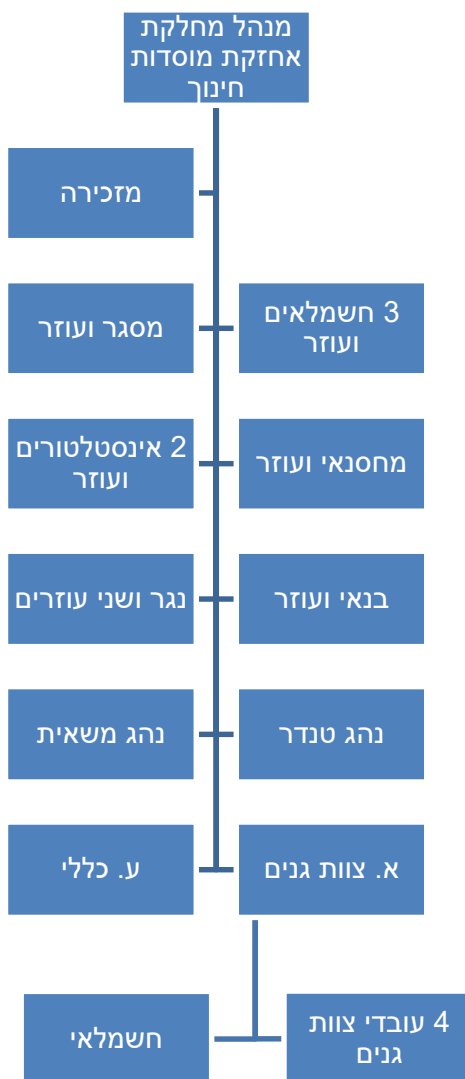 מנהל מחלקת
אחזקת מוסדות
חינוך
מזכירה
3 חשמלאים
ועוזר
מסגר ועוזר
מחסנאי ועוזר
2 אינסטלטורים
ועוזר
בנאי ועוזר
נגר ושני עוזרים
נהג טנדר
נהג משאית
א. צוות גנים
ע. כללי
4 עובדי צוות
גנים
חשמלאי